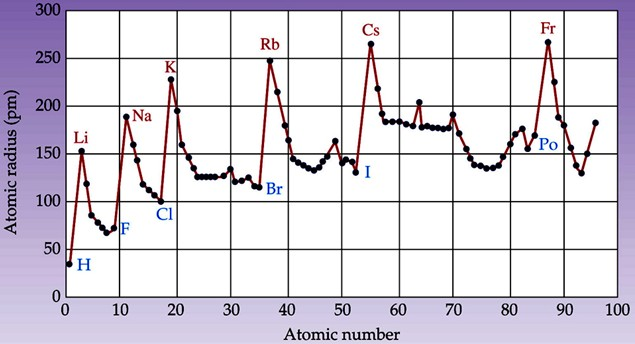 300
250
200
150
100
50
0
Atomic radius (pm)
H
Li
F
Na
Cl
K
Br
Rb
I
Cs
Po
Fr
0 10 20 30 40 50 60 70 80 90 100
Atomic number